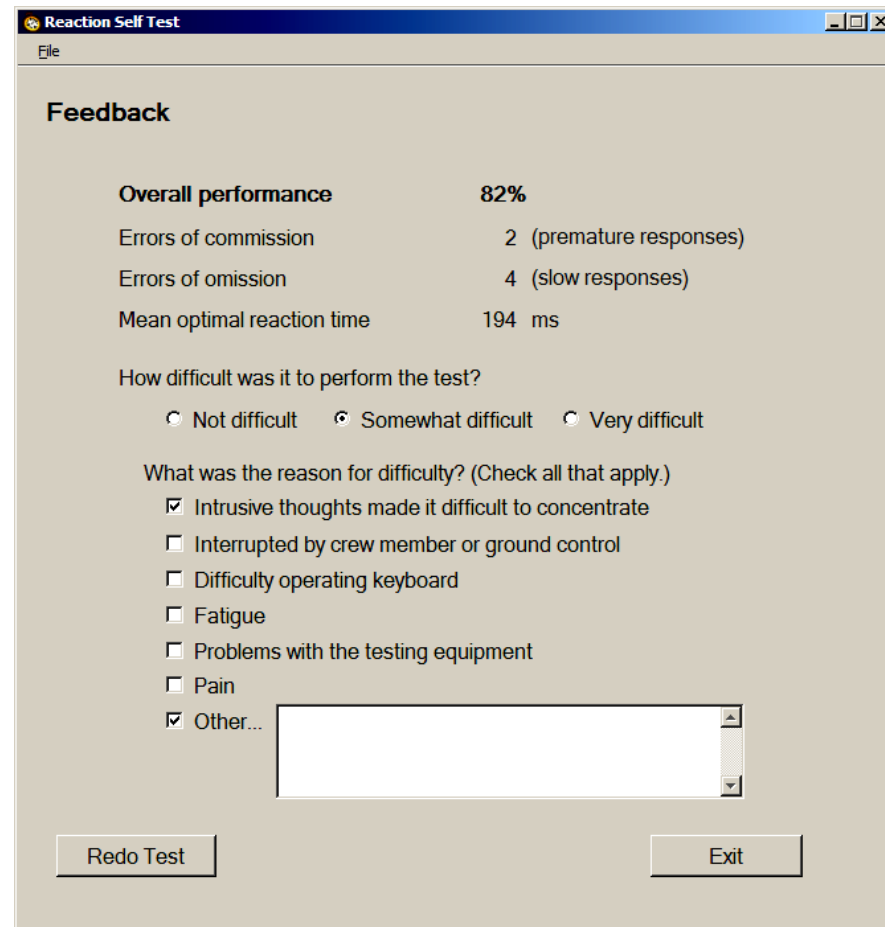 Reaction Self Test
File
Feedback
Overall performance 82%
Errors of commission 2 (premature responses)
Errors of omission 4 (slow responses)
Mean optimal reaction time 194 ms
How difficult was it to perform the test?
Not difficult Somewhat difficult Very difficult
What was the reason for difficulty? (Check all that apply.)
Intrusive thoughts made it difficult to concentrate
Interrupted by crew member or ground control
Difficulty operating keyboard
Fatigue
Problems with the testing equipment
Pain
Other...
Redo Test Exit